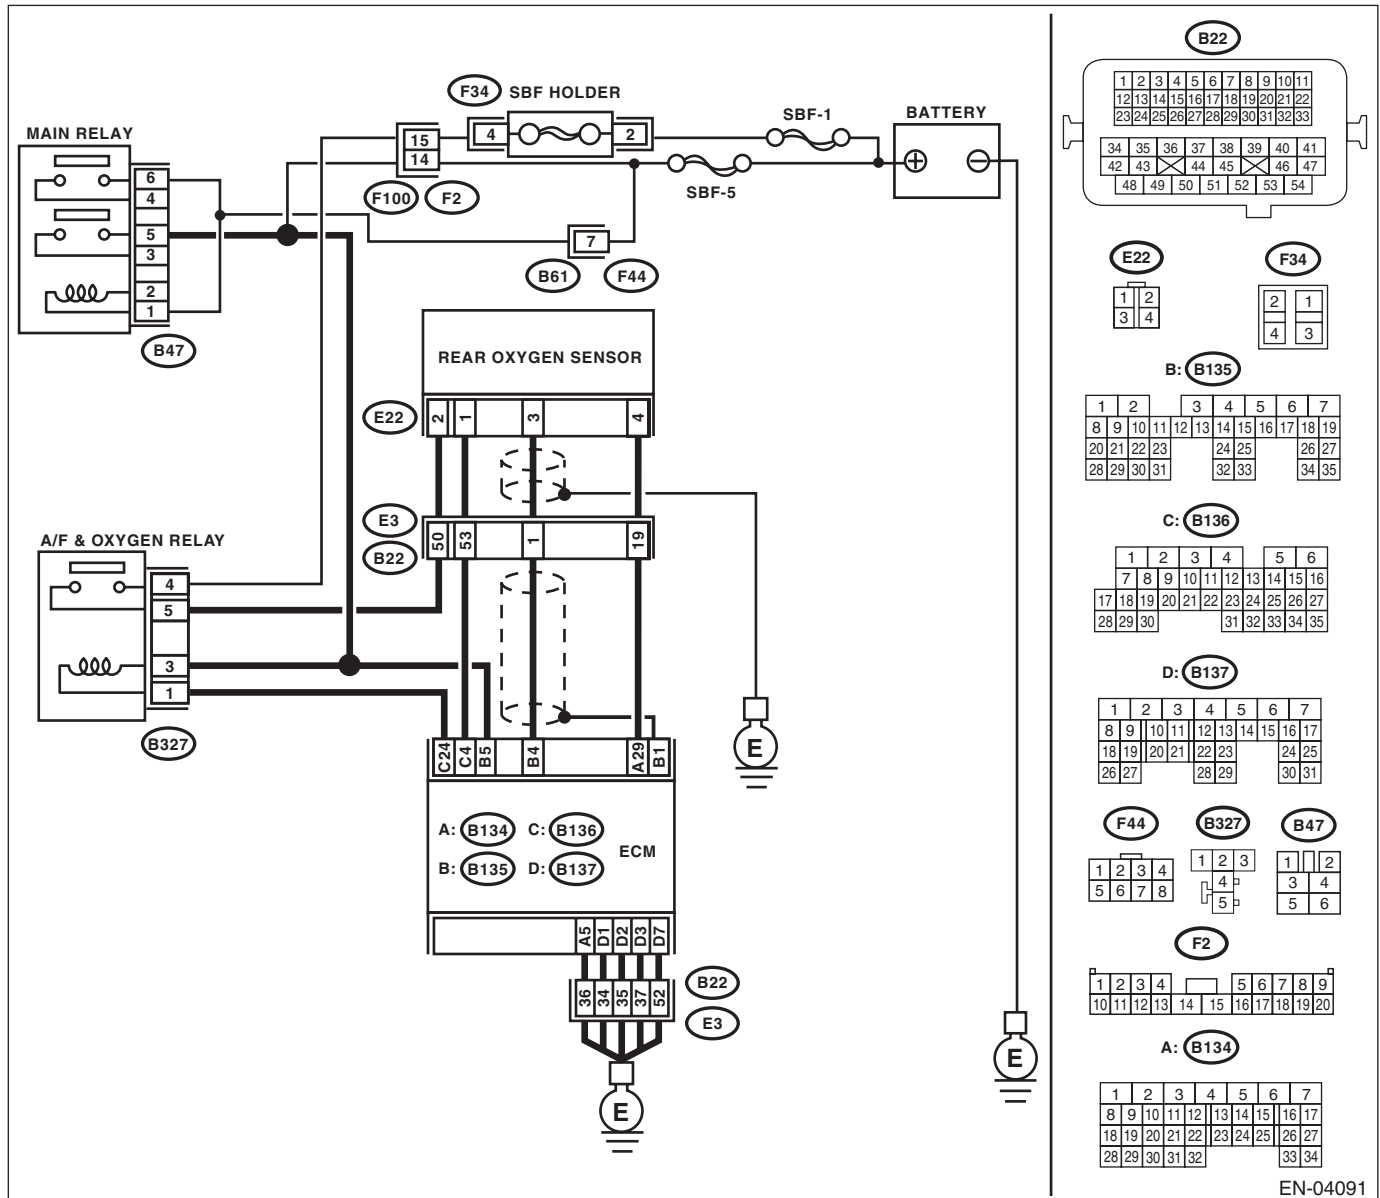 MAIN RELAY
6
4
5
3
2
1
B47
F34 SBF HOLDER
4 2
15
14
F100 F2
SBF-1
SBF-5
BATTERY
7
B61 F44
REAR OXYGEN SENSOR
E22
2 1 3 4
E3
B22
50 53 1 19
A/F & OXYGEN RELAY
4
5
3
1
B327
C24 C4 B5 B4 A29 B1
A: B134 C: B136
B: B135 D: B137
ECM
A5 D1 D2 D3 D7
36 34 35 37 52
B22
E3
E
E
E
B22
1 2 3 4 5 6 7 8 9 10 11
12 13 14 15 16 17 18 19 20 21 22
23 24 25 26 27 28 29 30 31 32 33
34 35 36 37 38 39 40 41
42 43 44 45 46 47
48 49 50 51 52 53 54
E22
1 2
3 4
F34
2 1
4 3
B: B135
1 2 3 4 5 6 7
8 9 10 11 12 13 14 15 16 17 18 19
20 21 22 23 24 25 26 27
28 29 30 31 32 33 34 35
C: B136
1 2 3 4 5 6
7 8 9 10 11 12 13 14 15 16
17 18 19 20 21 22 23 24 25 26 27
28 29 30 31 32 33 34 35
D: B137
1 2 3 4 5 6 7
8 9 10 11 12 13 14 15 16 17
18 19 20 21 22 23 24 25
26 27 28 29 30 31
F44
1 2 3 4
5 6 7 8
B327
1 2 3
4
5
B47
1 2
3 4
5 6
F2
1 2 3 4 5 6 7 8 9
10 11 12 13 14 15 16 17 18 19 20
A: B134
1 2 3 4 5 6 7
8 9 10 11 12 13 14 15 16 17
18 19 20 21 22 23 24 25 26 27
28 29 30 31 32 33 34
EN-04091